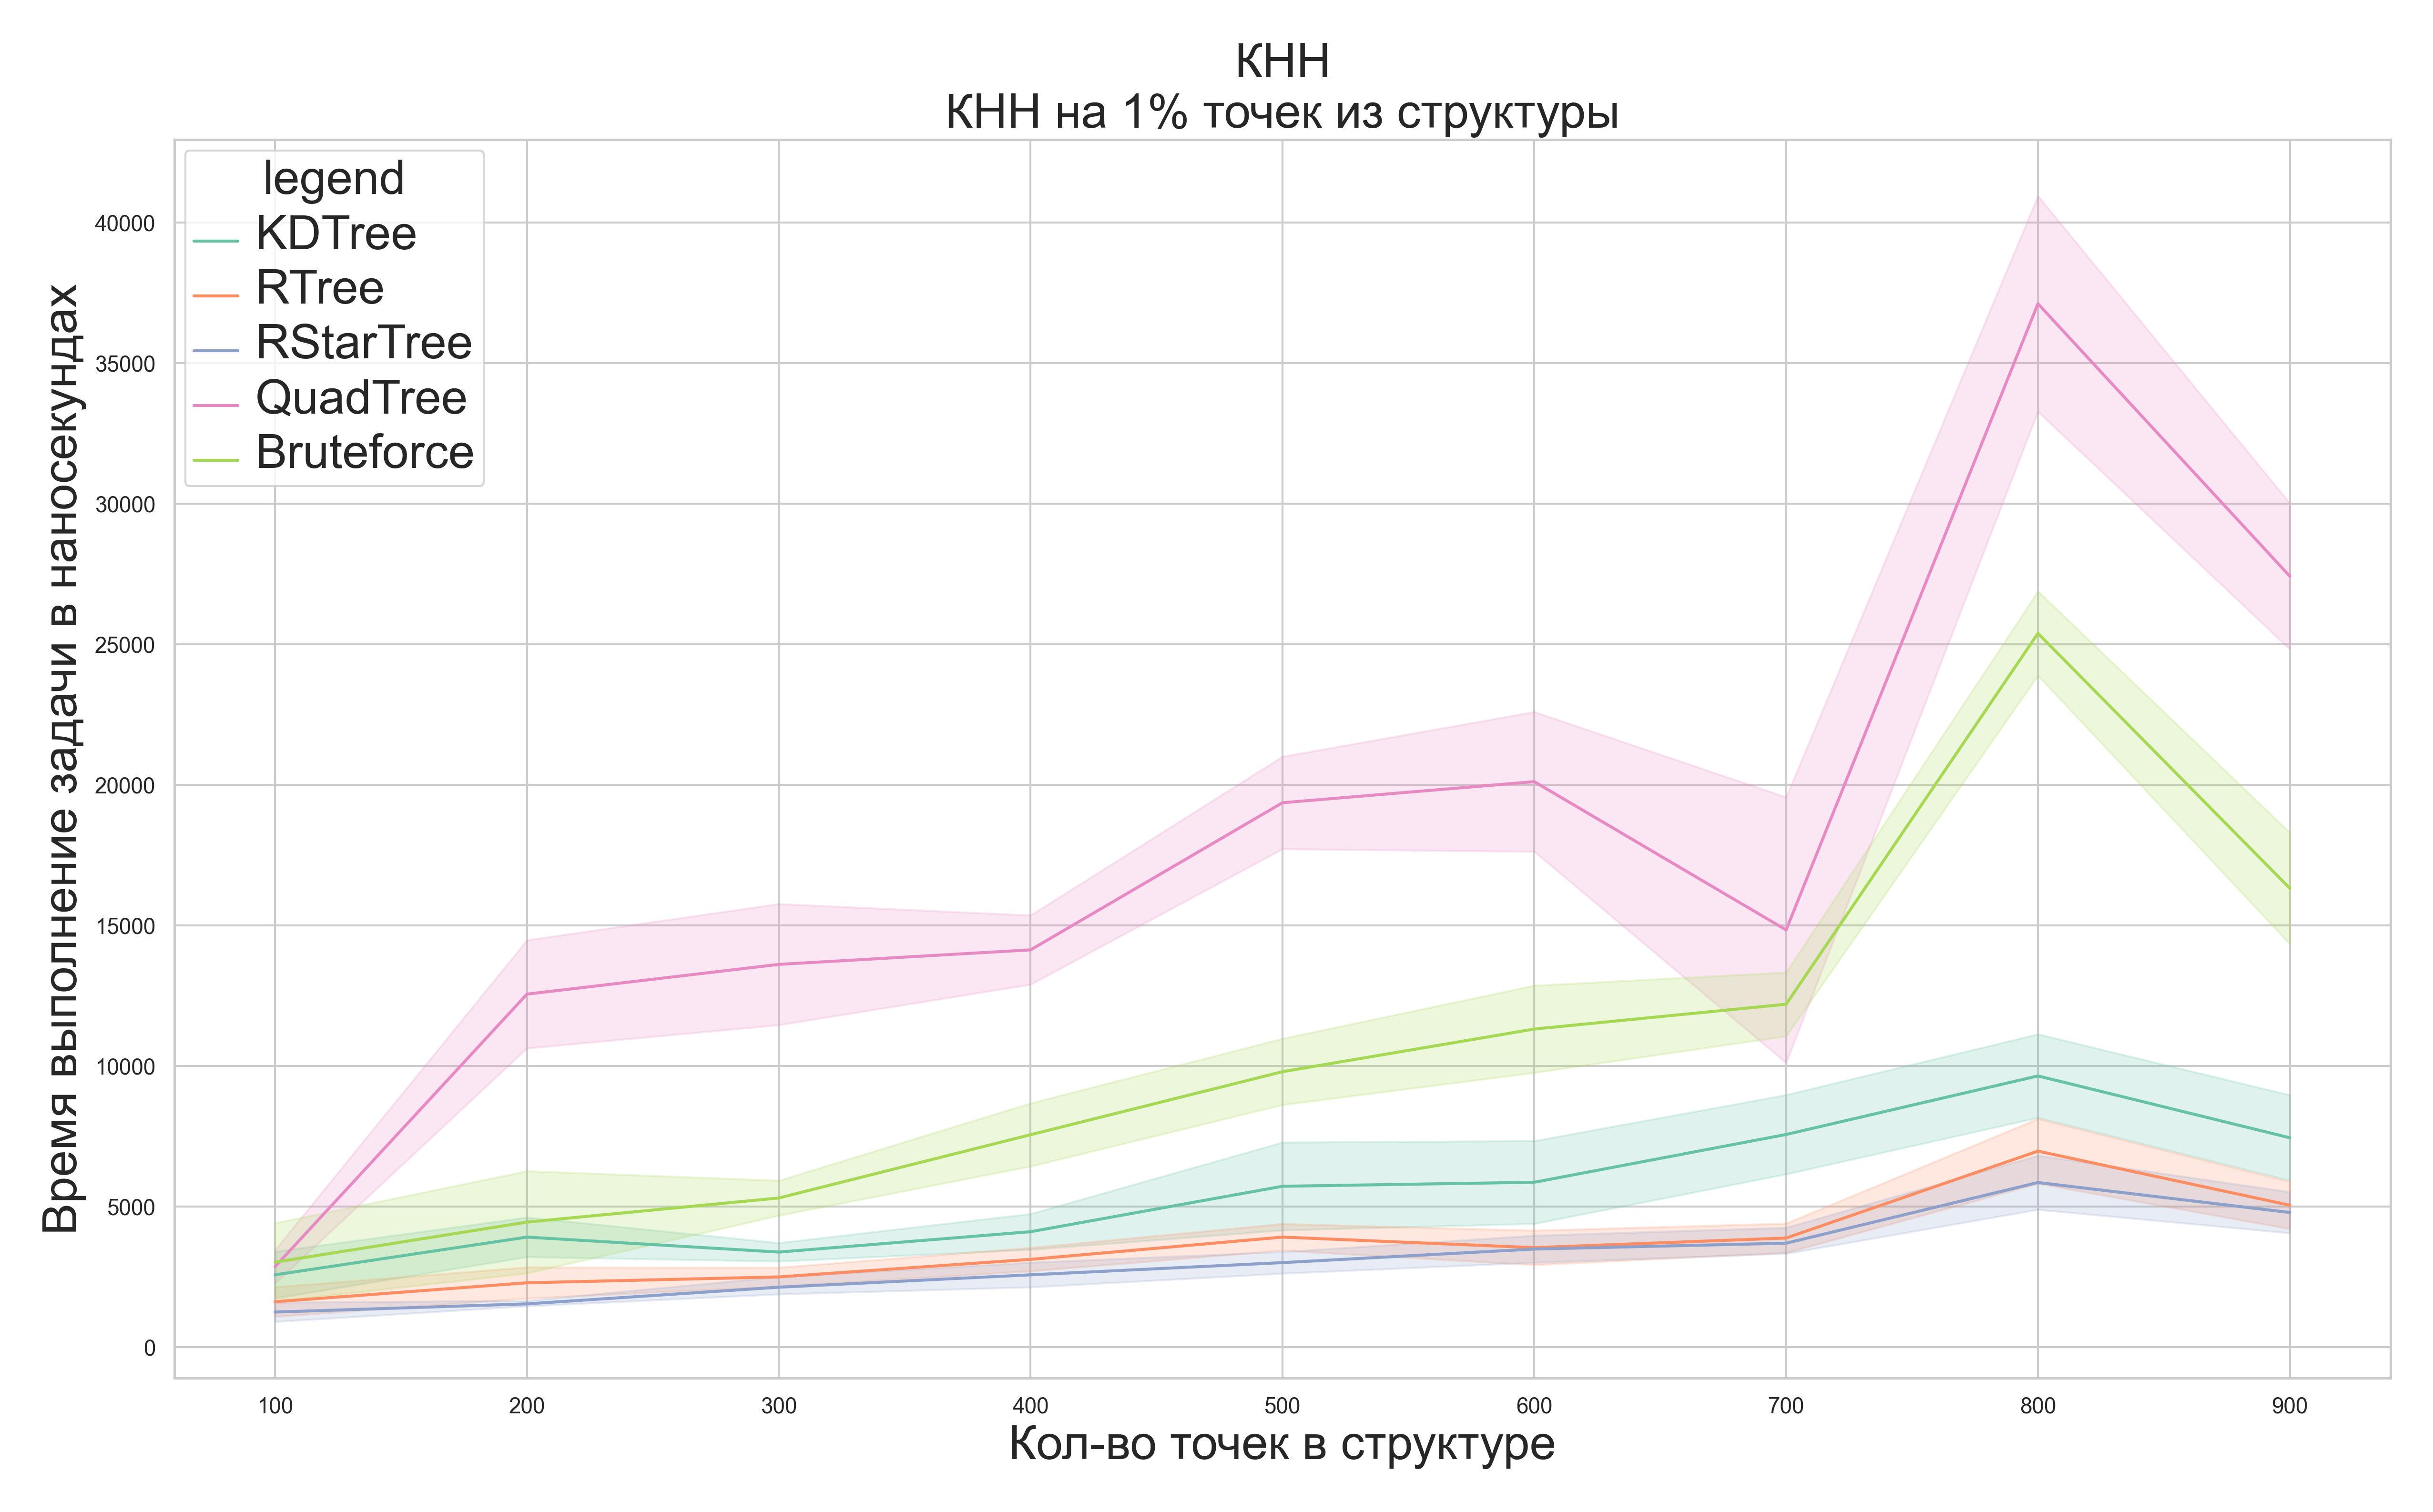 КНН
КНН на 1% точек из структуры
legend
KDTree
RTree
RStarTree
QuadTree
Bruteforce
Время выполнение задачи в наносекундах
40000
35000
30000
25000
20000
15000
10000
5000
0
100 200 300 400 500 600 700 800 900
Кол-во точек в структуре